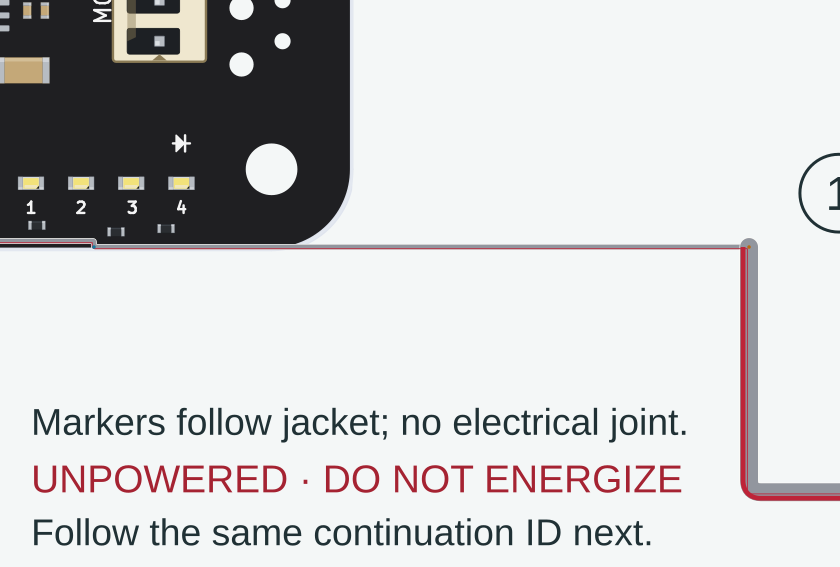 1 2 3 4
Markers follow jacket; no electrical joint.
UNPOWERED · DO NOT ENERGIZE
Follow the same continuation ID next.